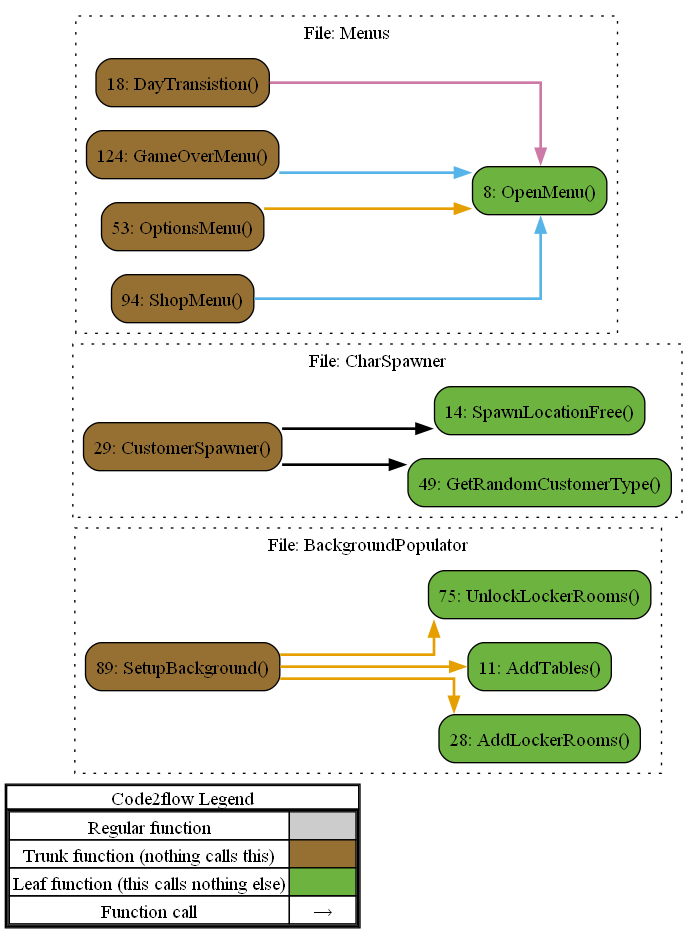 File: Menus
18: DayTransistion()
124: GameOverMenu()
8: OpenMenu()
53: OptionsMenu()
94: ShopMenu()
File: CharSpawner
14: SpawnLocationFree()
29: CustomerSpawner()
49: GetRandomCustomerType()
File: BackgroundPopulator
75: UnlockLockerRooms()
89: SetupBackground()
11: AddTables()
28: AddLockerRooms()
Code2flow Legend
Regular function
Trunk function (nothing calls this)
Leaf function (this calls nothing else)
Function call →